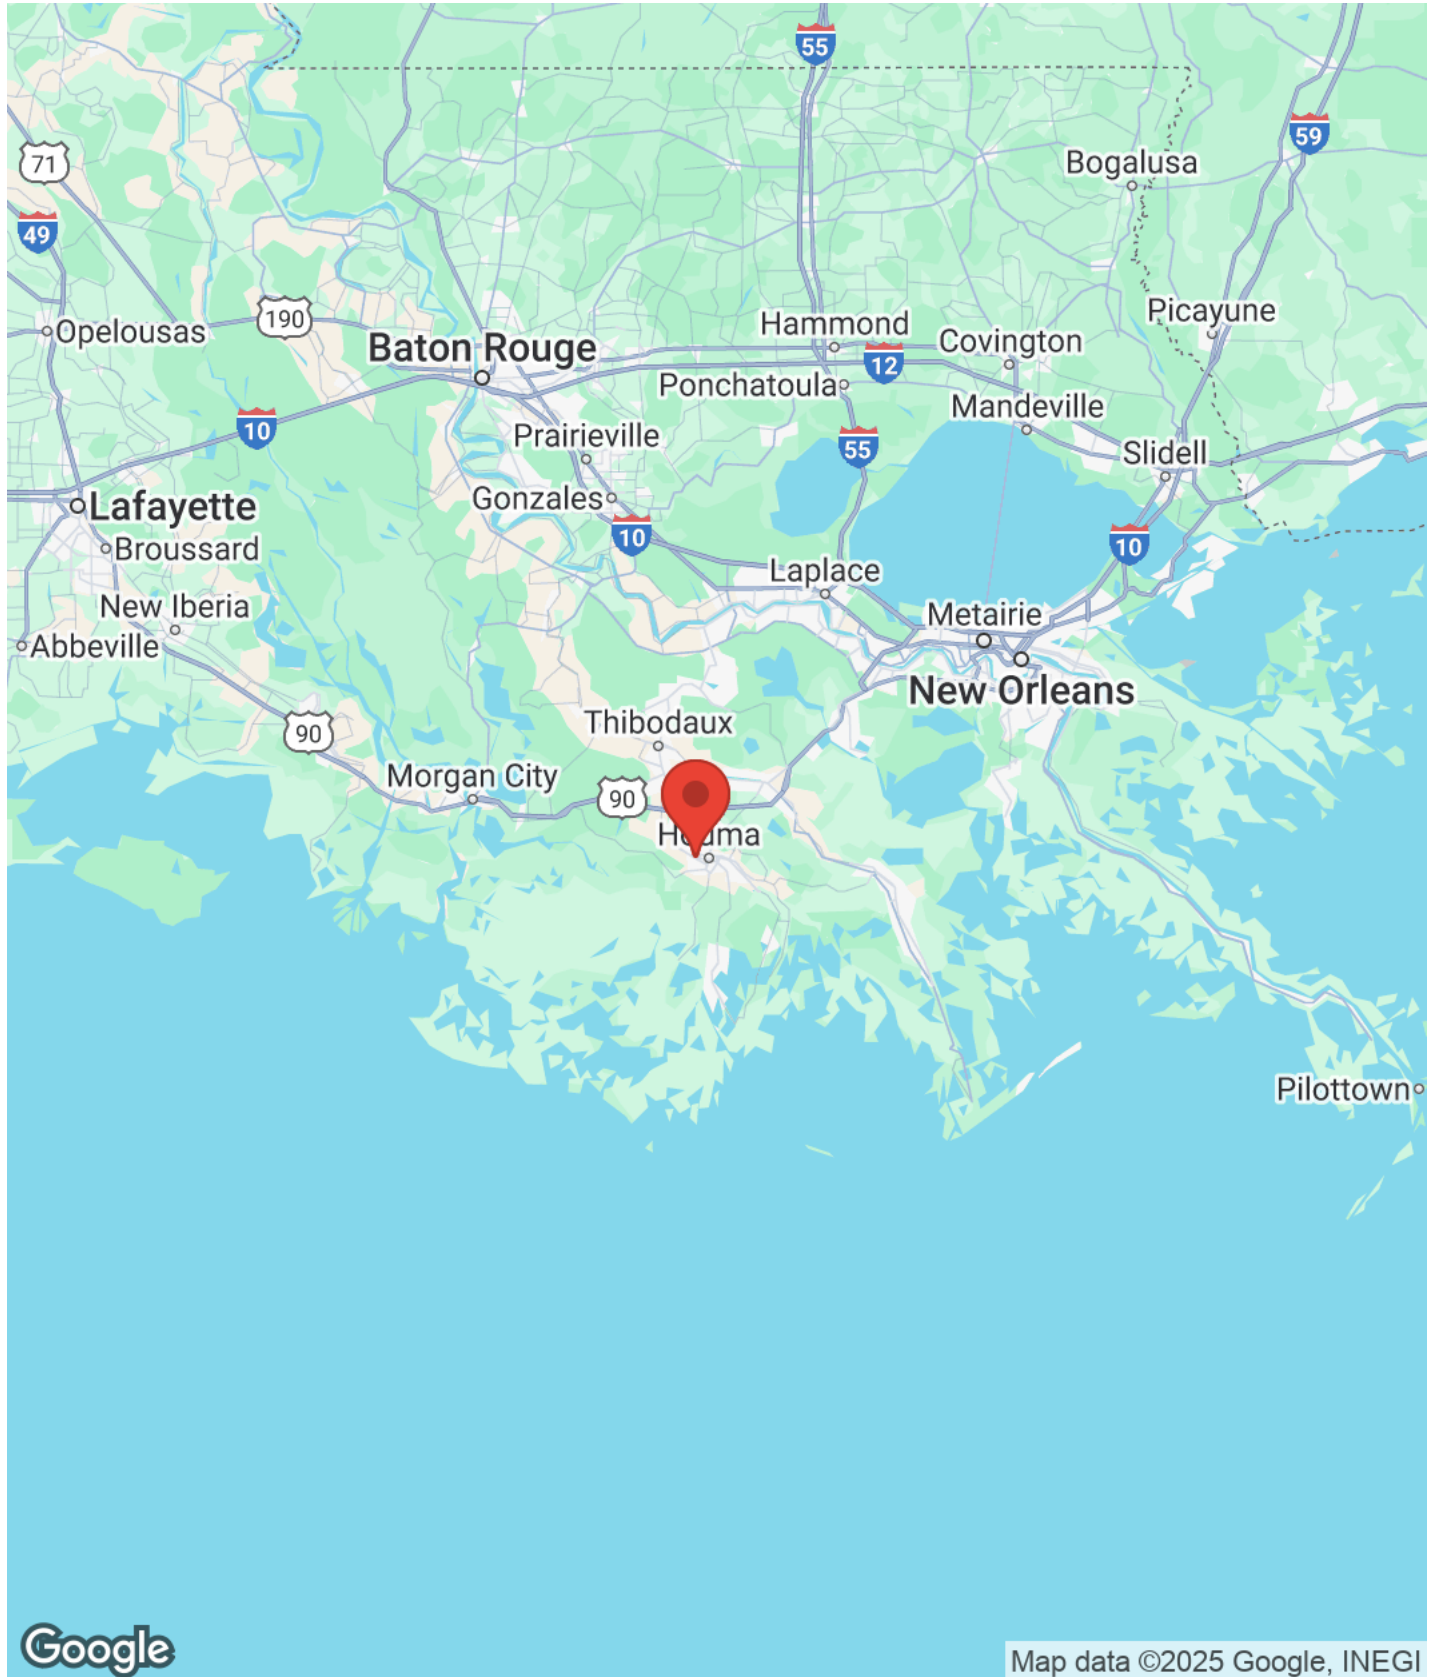 55
59
71
Bogalusa
49
Picayune
190
Opelousas
Hammond
Covington
Baton Rouge
12
Ponchatoula
Mandeville
10
Prairieville
55
Slidell
Gonzales
Lafayette
10
10
Broussard
Laplace
New Iberia
Metairie
Abbeville
New Orleans
Thibodaux
90
Morgan City
90
Houma
Pilottown
Google
Map data ©2025 Google, INEGI